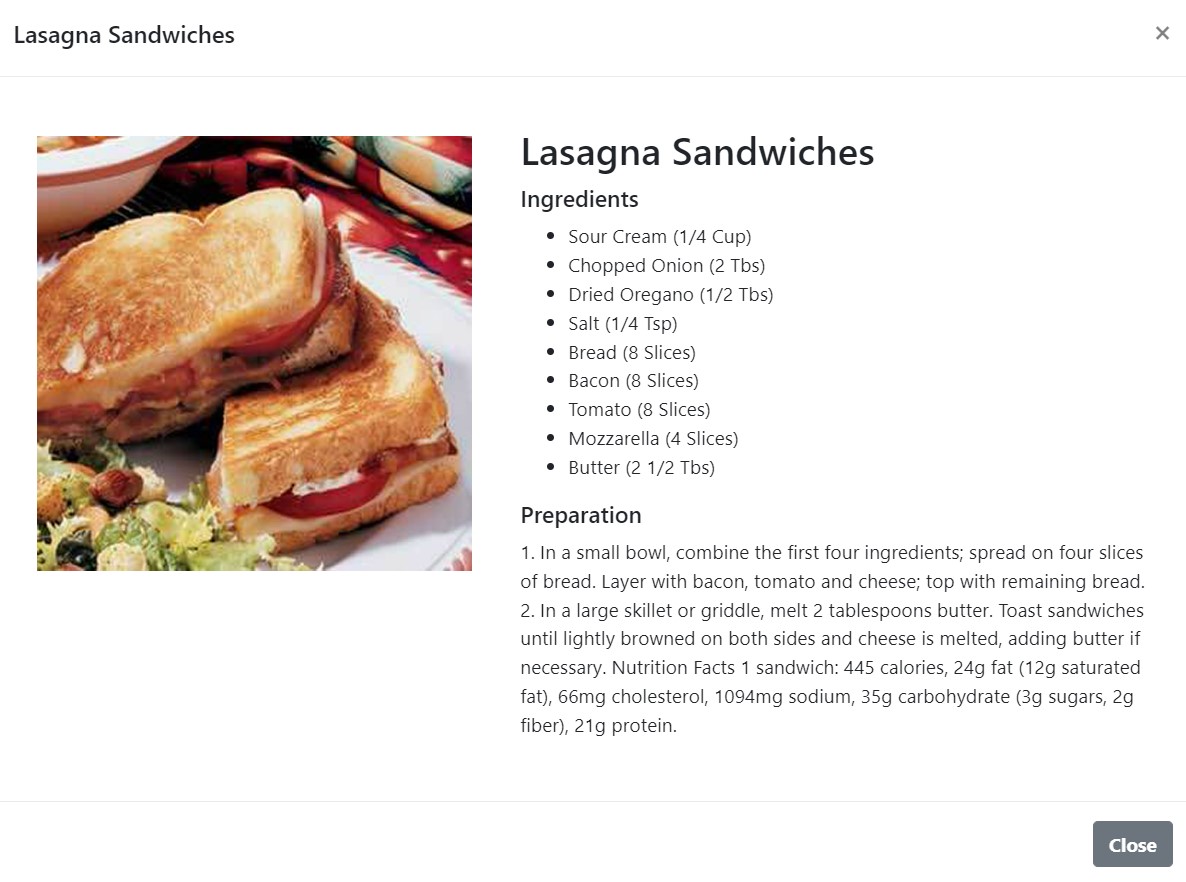 Lasagna Sandwiches
×
Lasagna Sandwiches
Ingredients
• Sour Cream (1/4 Cup)
• Chopped Onion (2 Tbs)
• Dried Oregano (1/2 Tbs)
• Salt (1/4 Tsp)
• Bread (8 Slices)
• Bacon (8 Slices)
• Tomato (8 Slices)
• Mozzarella (4 Slices)
• Butter (2 1/2 Tbs)
Preparation
1. In a small bowl, combine the first four ingredients; spread on four slices
of bread. Layer with bacon, tomato and cheese; top with remaining bread.
2. In a large skillet or griddle, melt 2 tablespoons butter. Toast sandwiches
until lightly browned on both sides and cheese is melted, adding butter if
necessary. Nutrition Facts 1 sandwich: 445 calories, 24g fat (12g saturated
fat), 66mg cholesterol, 1094mg sodium, 35g carbohydrate (3g sugars, 2g
fiber), 21g protein.
Close